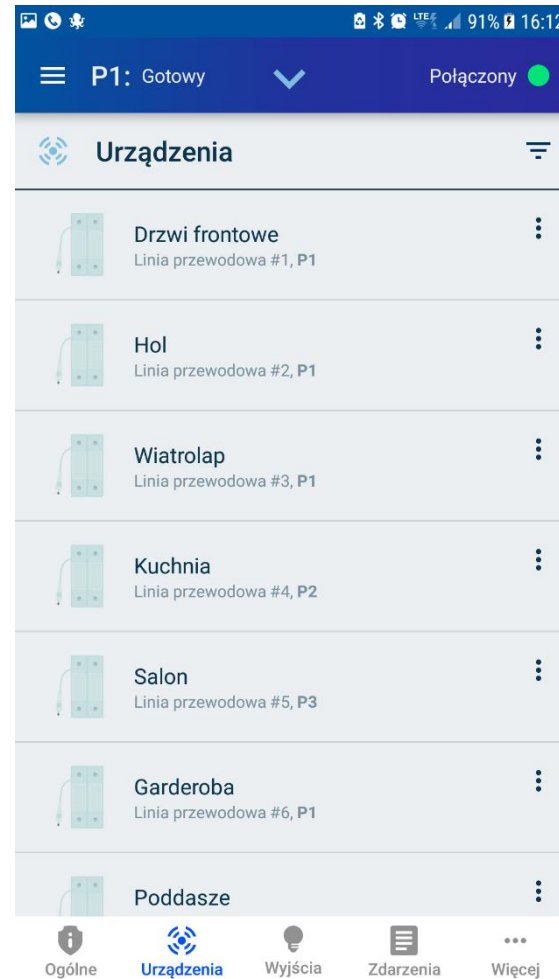 LTE 91% 16:12
P1: Gotowy Połączony
Urządzenia
Drzwi frontowe
Linia przewodowa #1, P1
Hol
Linia przewodowa #2, P1
Wiatrolap
Linia przewodowa #3, P1
Kuchnia
Linia przewodowa #4, P2
Salon
Linia przewodowa #5, P3
Garderoba
Linia przewodowa #6, P1
Poddasze
Ogólne Urządzenia Wyjścia Zdarzenia Więcej